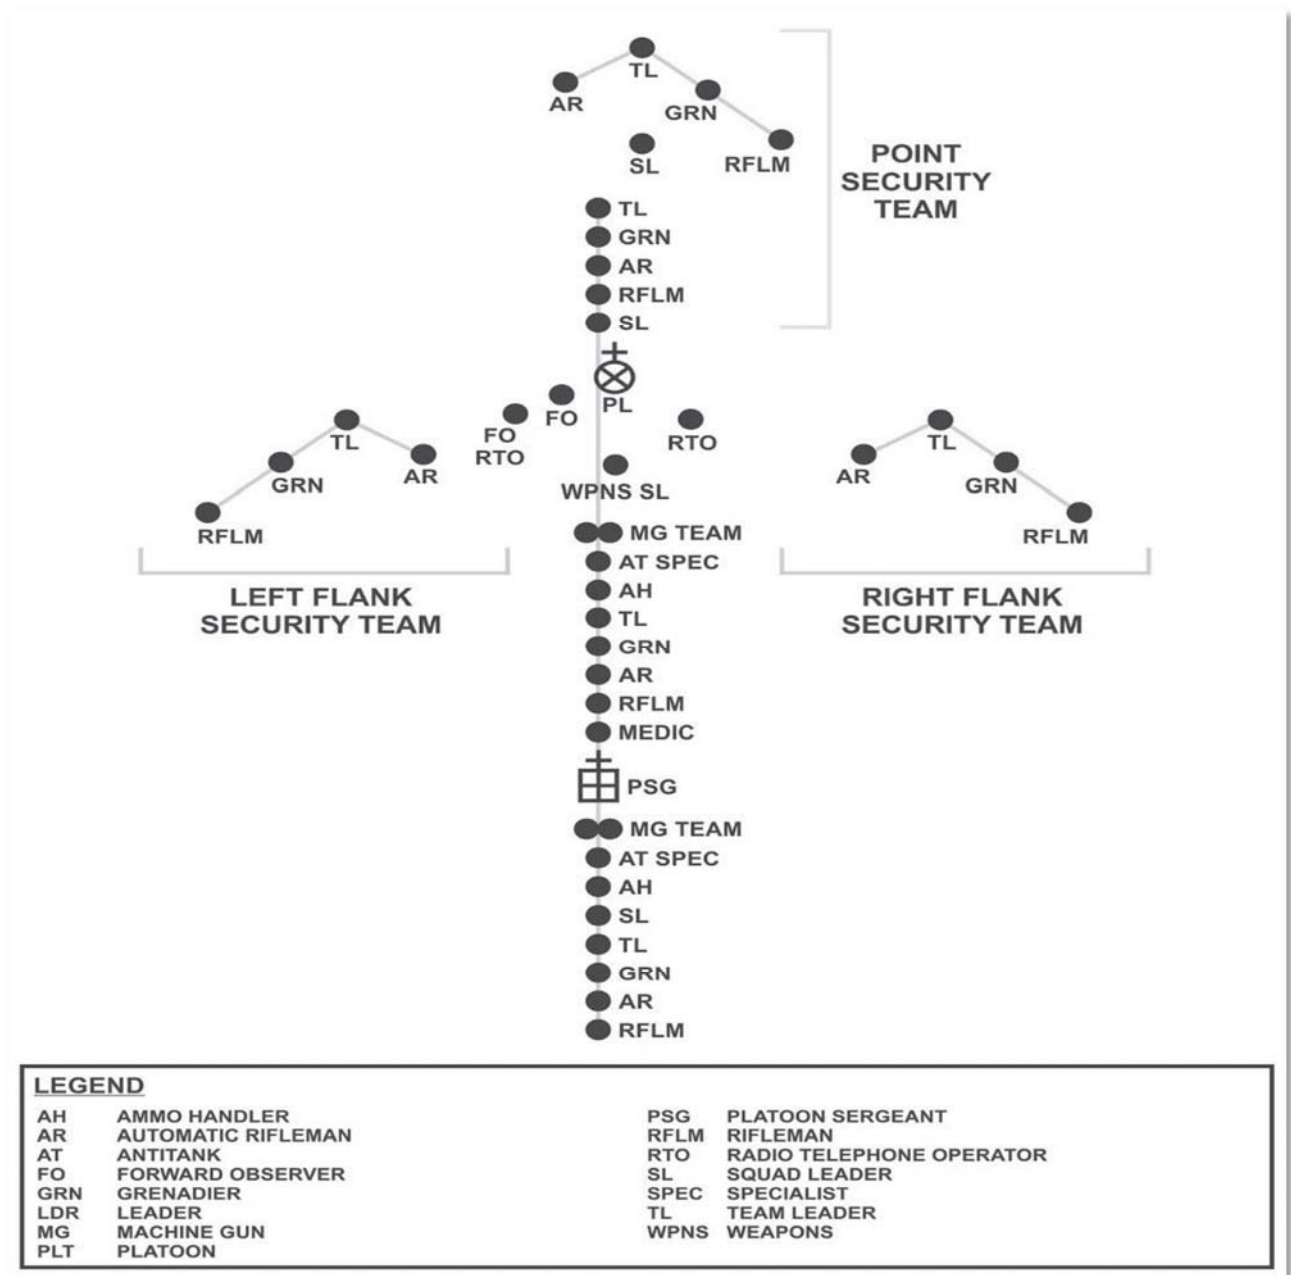 TL
AR
GRN
SL
RFLM
POINT
SECURITY
TEAM
TL
GRN
AR
RFLM
SL
PL
FO
FO
RTO
RTO
TL
GRN
AR
RFLM
LEFT FLANK
SECURITY TEAM
TL
AR
GRN
RFLM
RIGHT FLANK
SECURITY TEAM
WPNS SL
MG TEAM
AT SPEC
AH
TL
GRN
AR
RFLM
MEDIC
PSG
MG TEAM
AT SPEC
AH
SL
TL
GRN
AR
RFLM
LEGEND
AH AMMO HANDLER
AR AUTOMATIC RIFLEMAN
AT ANTITANK
FO FORWARD OBSERVER
GRN GRENADIER
LDR LEADER
MG MACHINE GUN
PLT PLATOON
PSG PLATOON SERGEANT
RFLM RIFLEMAN
RTO RADIO TELEPHONE OPERATOR
SL SQUAD LEADER
SPEC SPECIALIST
TL TEAM LEADER
WPNS WEAPONS